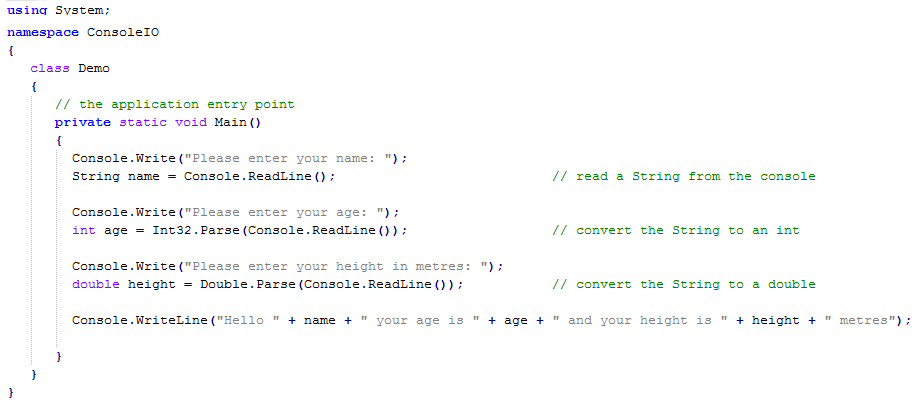 using System;
namespace ConsoleIO
{
class Demo
{
// the application entry point
private static void Main()
{
Console.Write("Please enter your name: ");
String name = Console.ReadLine(); // read a String from the console
Console.Write("Please enter your age: ");
int age = Int32.Parse(Console.ReadLine()); // convert the String to an int
Console.Write("Please enter your height in metres: ");
double height = Double.Parse(Console.ReadLine()); // convert the String to a double
Console.WriteLine("Hello " + name + " your age is " + age + " and your height is " + height + " metres");
}
}
}